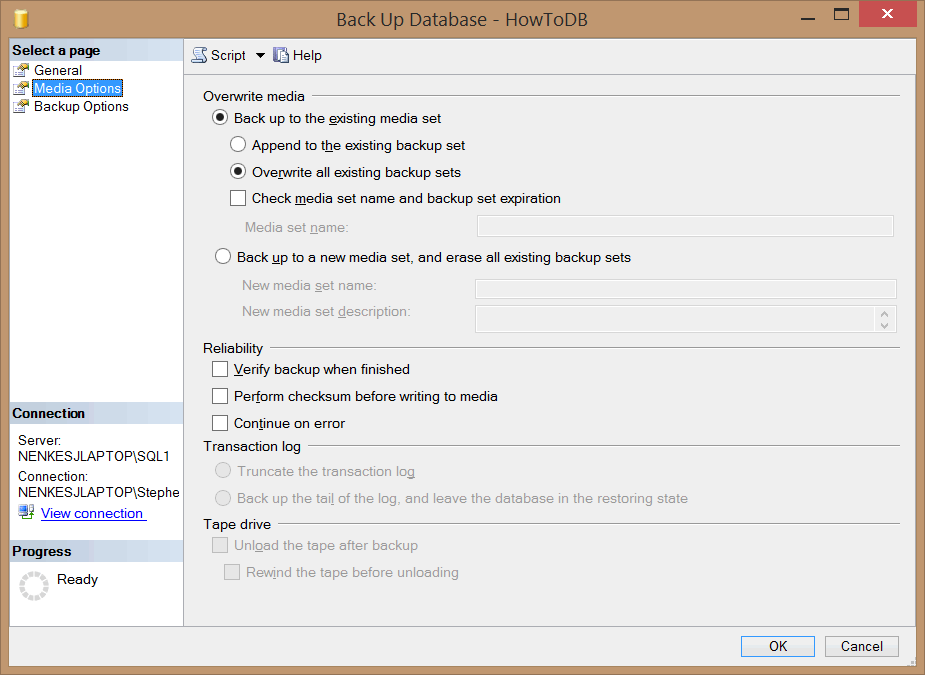 Back Up Database - HowToDB
Select a page
General
Media Options
Backup Options
Script
Help
Overwrite media
Back up to the existing media set
Append to the existing backup set
Overwrite all existing backup sets
Check media set name and backup set expiration
Media set name:
Back up to a new media set, and erase all existing backup sets
New media set name:
New media set description:
Reliability
Verify backup when finished
Perform checksum before writing to media
Continue on error
Transaction log
Truncate the transaction log
Back up the tail of the log, and leave the database in the restoring state
Tape drive
Unload the tape after backup
Rewind the tape before unloading
Connection
Server:
NENKESJLAPTOP\SQL1
Connection:
NENKESJLAPTOP\Stephe
View connection
Progress
Ready
OK
Cancel